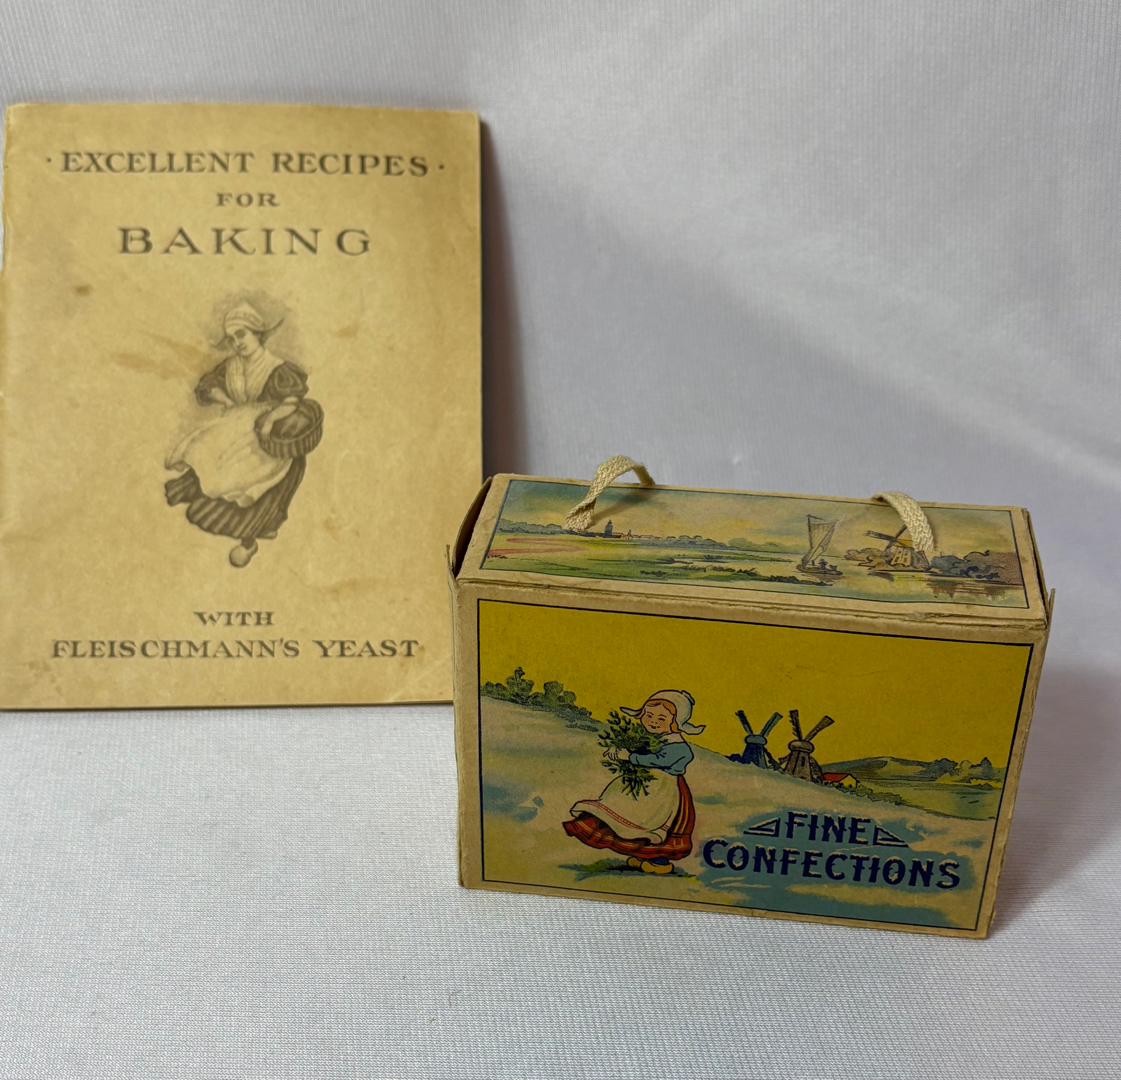 · EXCELLENT RECIPES ·
FOR
BAKING
WITH
FLEISCHMANN'S YEAST
FINE
CONFECTIONS